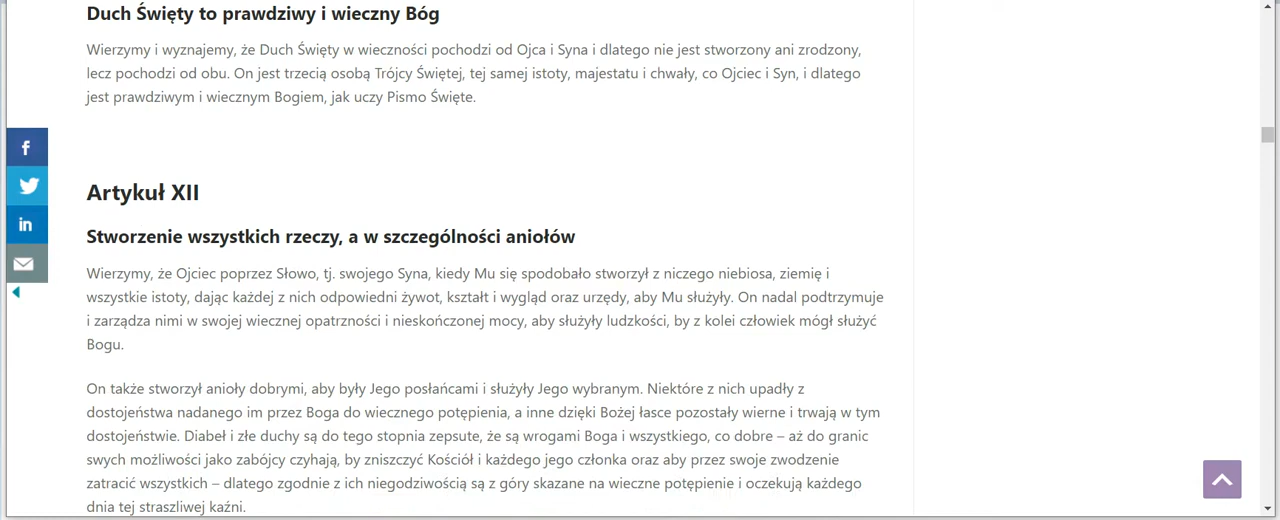 Duch Święty to prawdziwy i wieczny Bóg
Wierzymy i wyznajemy, że Duch Święty w wieczności pochodzi od Ojca i Syna i dlatego nie jest stworzony ani zrodzony,
lecz pochodzi od obu. On jest trzecią osobą Trójcy Świętej, tej samej istoty, majestatu i chwały, co Ojciec i Syn, i dlatego
jest prawdziwym i wiecznym Bogiem, jak uczy Pismo Święte.
Artykuł XII
Stworzenie wszystkich rzeczy, a w szczególności aniołów
Wierzymy, że Ojciec poprzez Słowo, tj. swojego Syna, kiedy Mu się spodobało stworzył z niczego niebiosa, ziemię i
wszystkie istoty, dając każdej z nich odpowiedni żywot, kształt i wygląd oraz urzędy, aby Mu służyły. On nadal podtrzymuje
i zarządza nimi w swojej wiecznej opatrzności i nieskończonej mocy, aby służyły ludzkości, by z kolei człowiek mógł służyć
Bogu.
On także stworzył anioły dobrymi, aby były Jego posłańcami i służyły Jego wybranym. Niektóre z nich upadły z
dostojeństwa nadanego im przez Boga do wiecznego potępienia, a inne dzięki Bożej łasce pozostały wierne i trwają w tym
dostojeństwie. Diabeł i złe duchy są do tego stopnia zepsute, że są wrogami Boga i wszystkiego, co dobre – aż do granic
swych możliwości jako zabójcy czyhają, by zniszczyć Kościół i każdego jego członka oraz aby przez swoje zwodzenie
zatracić wszystkich – dlatego zgodnie z ich niegodziwością są z góry skazane na wieczne potępienie i oczekują każdego
dnia tej straszliwej kaźni.